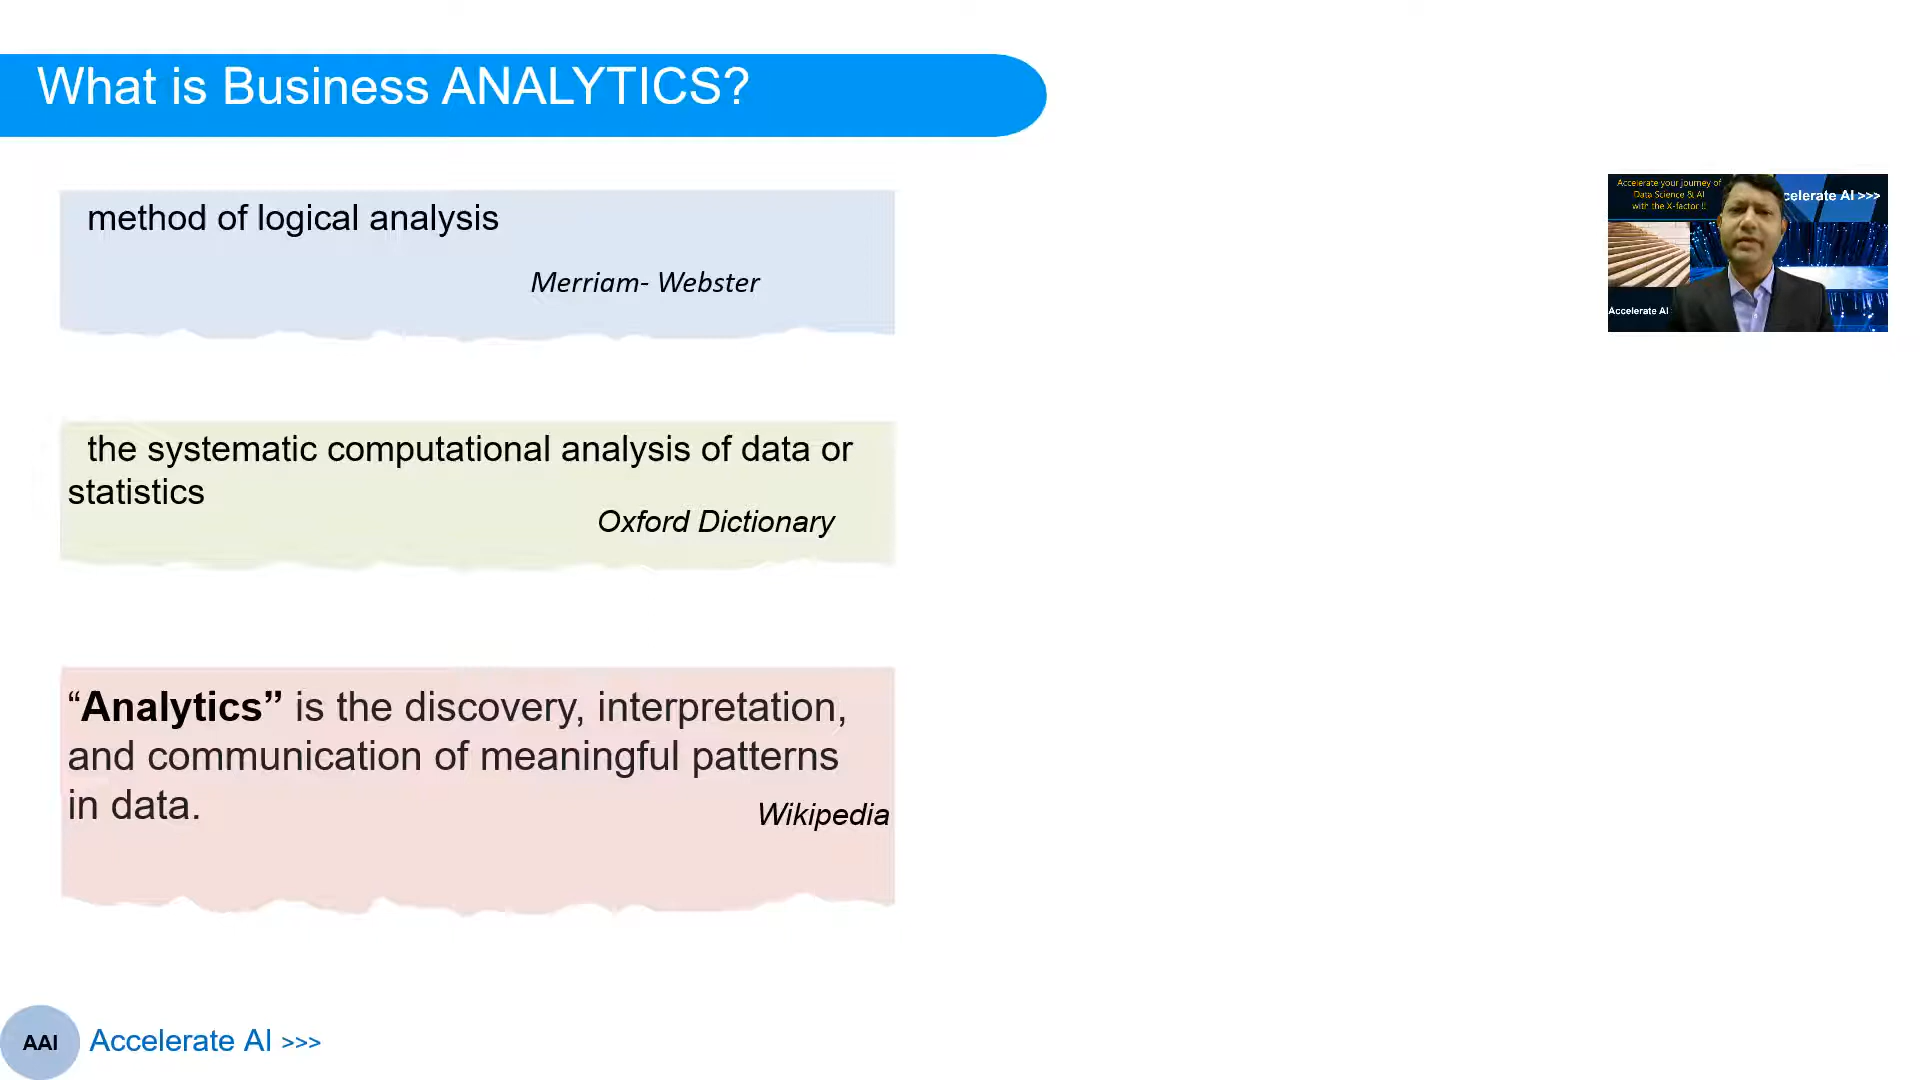 What is Business ANALYTICS?
method of logical analysis
Merriam- Webster
the systematic computational analysis of data or
statistics
Oxford Dictionary
“Analytics” is the discovery, interpretation,
and communication of meaningful patterns
in data.
Wikipedia
Accelerate your journey of
Data Science & AI
with the X-factor !!
celerate AI >>>
Accelerate AI
AAI
Accelerate AI >>>